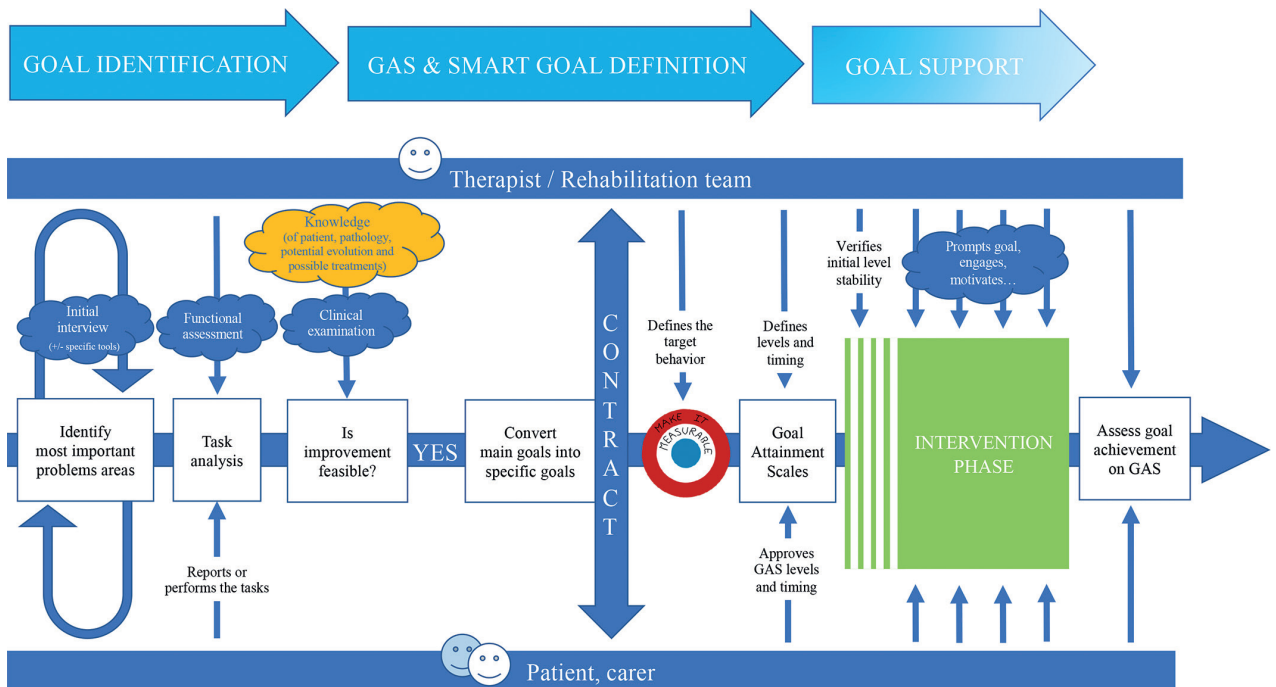 GOAL IDENTIFICATION
GAS & SMART GOAL DEFINITION
GOAL SUPPORT
Therapist / Rehabilitation team
Knowledge
(of patient, pathology,
potential evolution and
possible treatments)
Initial
interview
(+/- specific tools)
Functional
assessment
Clinical
examination
Verifies
initial level
stability
Prompts goal,
engages,
motivates…
Defines the
target
behavior
Defines
levels and
timing
Identify
most important
problems areas
Task
analysis
Is
improvement
feasible?
YES
Convert
main goals into
specific goals
CONTRACT
MAKE IT
MEASURABLE
Goal
Attainment
Scales
INTERVENTION
PHASE
Assess goal
achievement
on GAS
Reports or
performs the tasks
Approves
GAS levels
and timing
Patient, carer